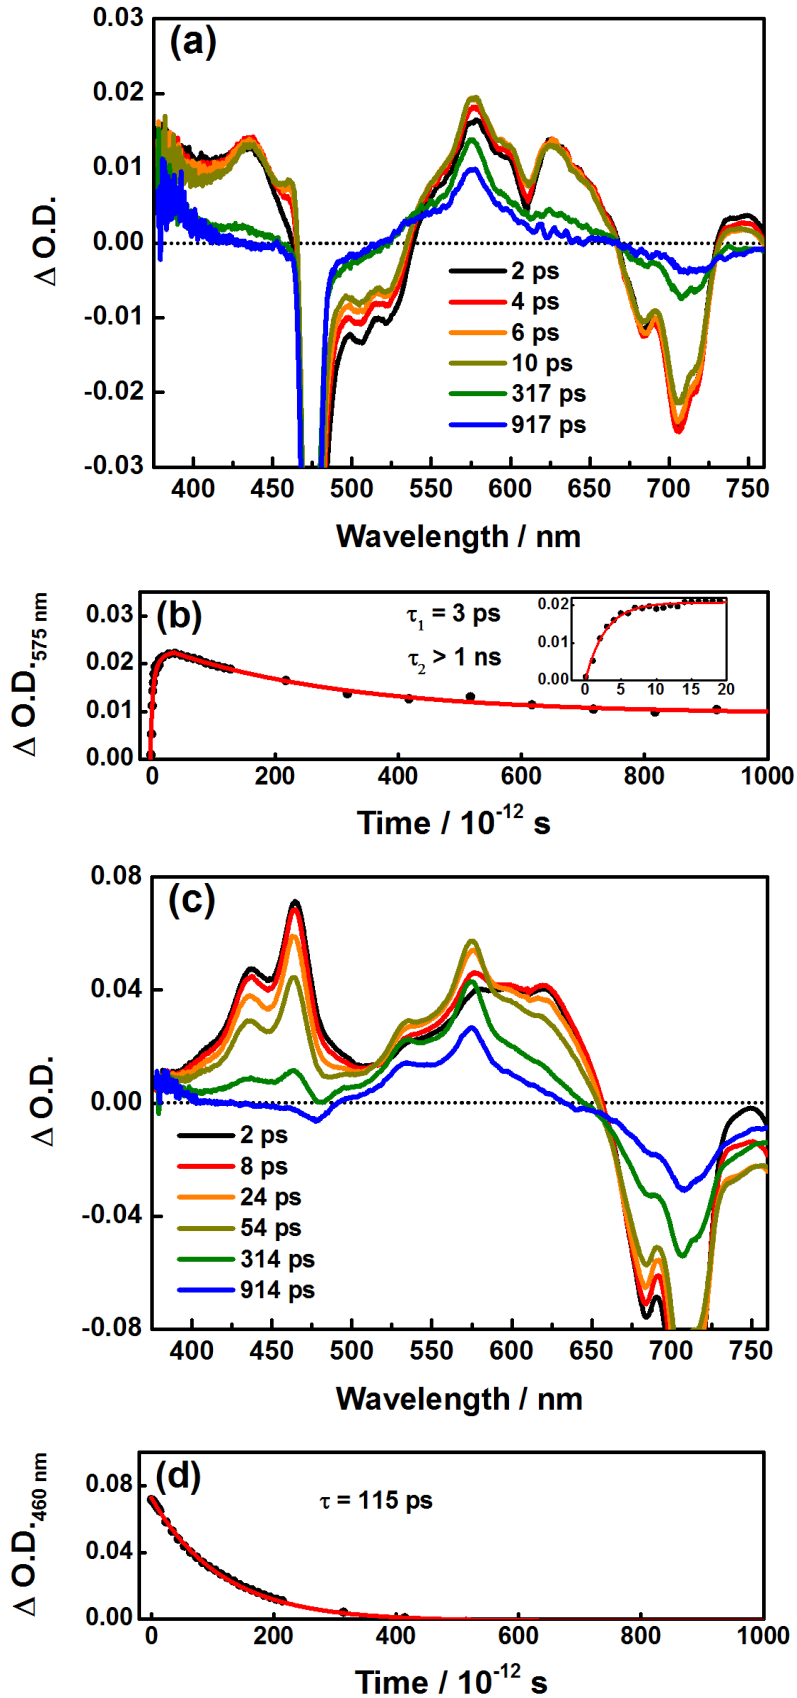 (a)
0.03
0.02
0.01
0.00
-0.01
-0.02
-0.03
Δ O.D.
2 ps
4 ps
6 ps
10 ps
317 ps
917 ps
400 450 500 550 600 650 700 750
Wavelength / nm
(b)
0.03
0.02
0.01
0.00
Δ O.D.575 nm
τ1 = 3 ps
τ2 > 1 ns
0.02
0.01
0.00
0 5 10 15 20
0 200 400 600 800 1000
Time / 10-12 s
(c)
0.08
0.04
0.00
-0.04
-0.08
Δ O.D.
2 ps
8 ps
24 ps
54 ps
314 ps
914 ps
400 450 500 550 600 650 700 750
Wavelength / nm
(d)
0.08
0.04
0.00
Δ O.D.460 nm
τ = 115 ps
0 200 400 600 800 1000
Time / 10-12 s